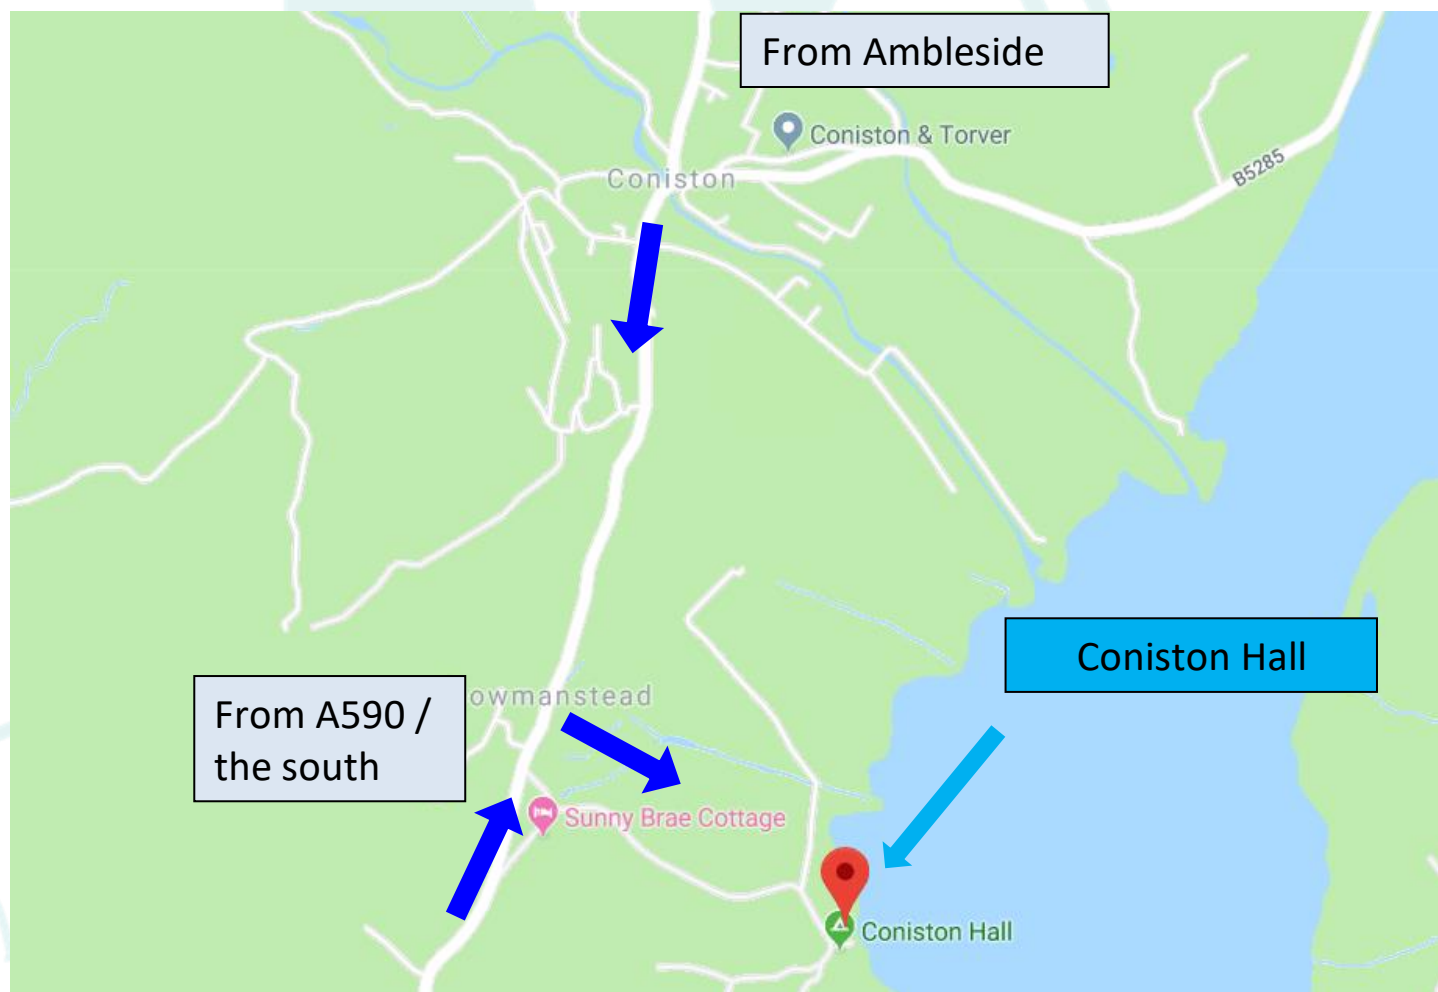 From Ambleside
Coniston & Torver
B5285
Coniston
Coniston Hall
owmanstead
From A590 /
the south
Sunny Brae Cottage
Coniston Hall